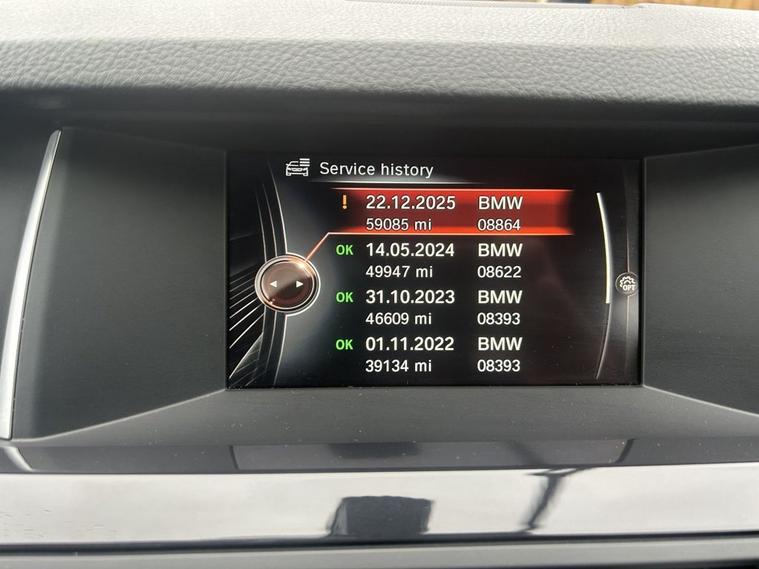 Service history
! 22.12.2025 BMW
59085 mi 08864
OK 14.05.2024 BMW
49947 mi 08622
OK 31.10.2023 BMW
46609 mi 08393
OK 01.11.2022 BMW
39134 mi 08393
OPT